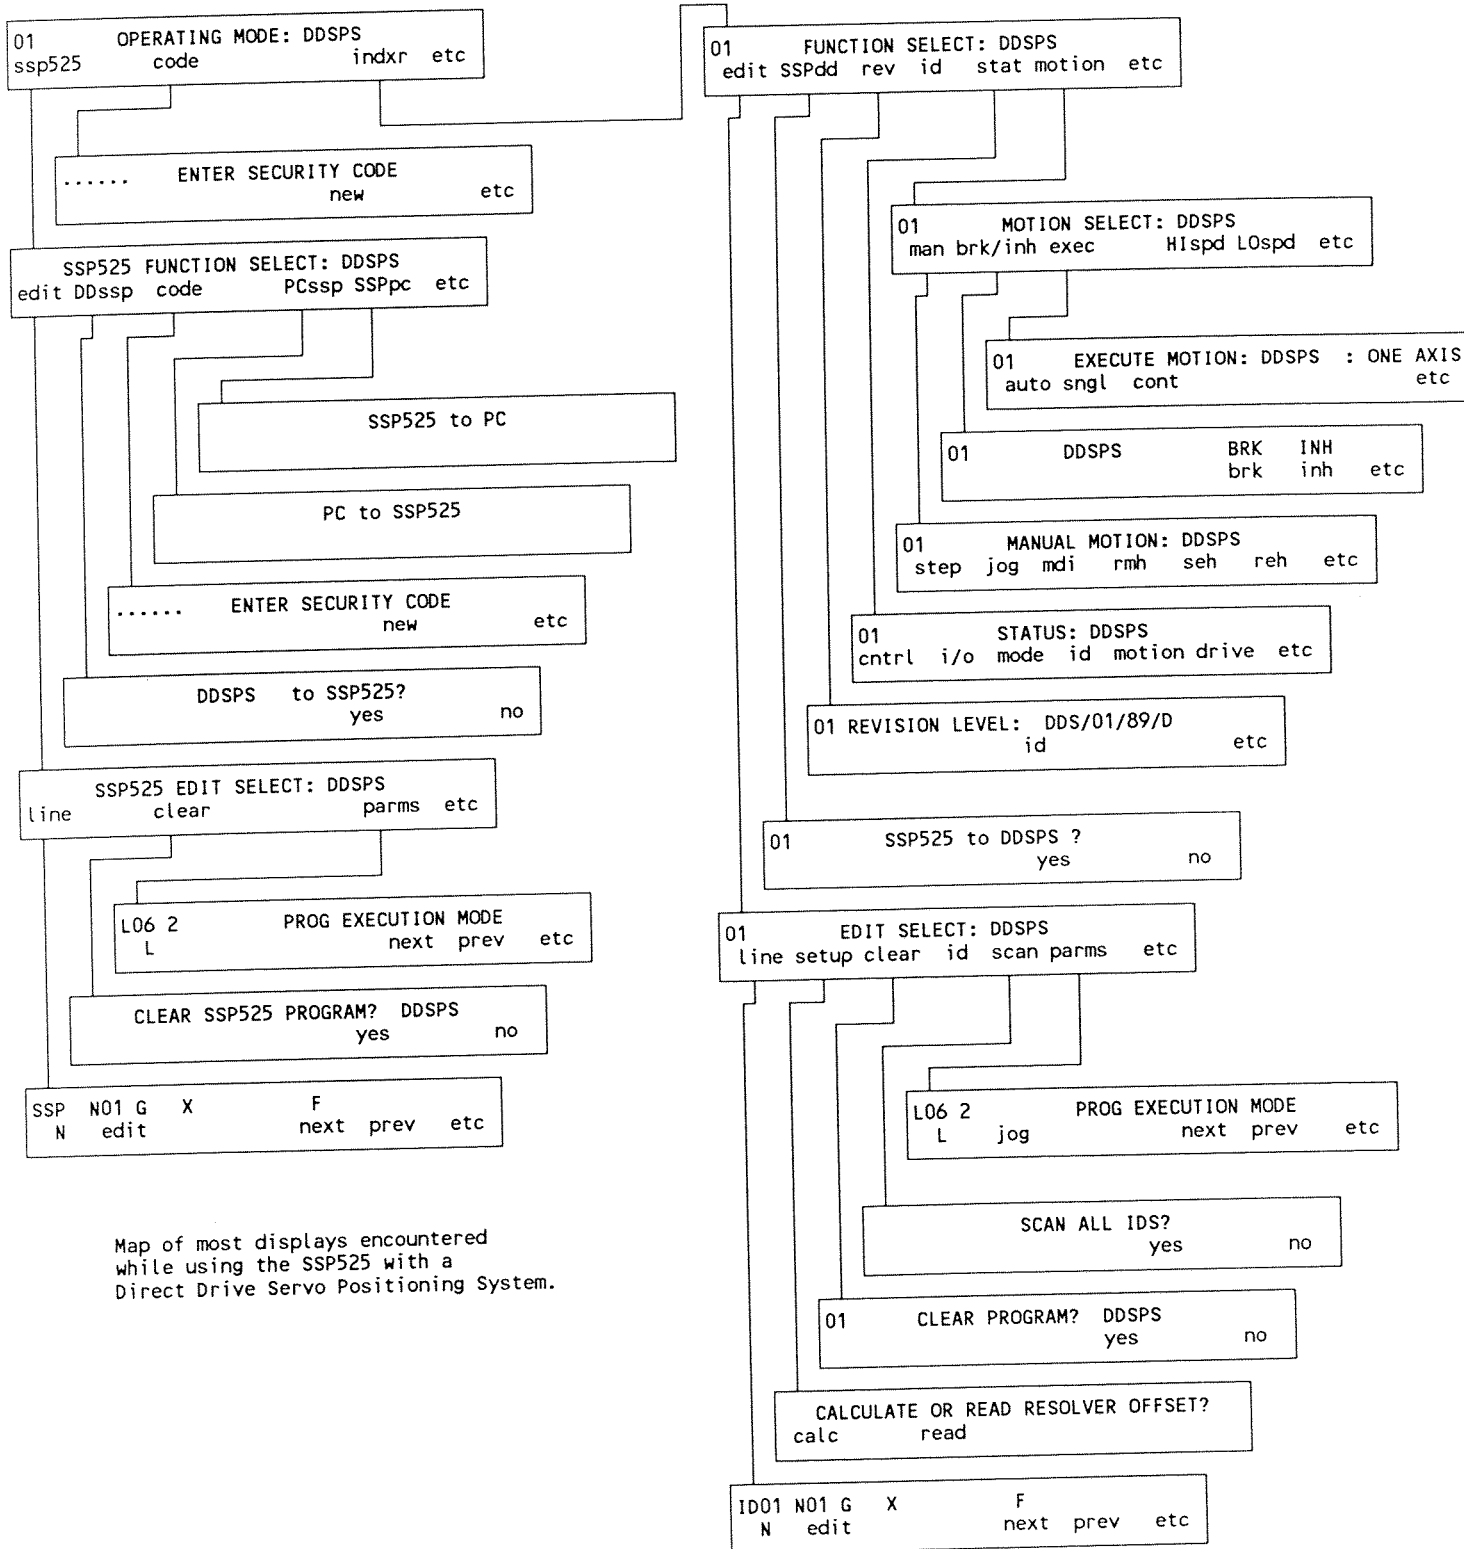 01 OPERATING MODE: DDSPS
ssp525 code indxr etc
...... ENTER SECURITY CODE
new etc
SSP525 FUNCTION SELECT: DDSPS
edit DDssp code PCssp SSPpc etc
SSP525 to PC
PC to SSP525
...... ENTER SECURITY CODE
new etc
DDSPS to SSP525?
yes no
SSP525 EDIT SELECT: DDSPS
line clear parms etc
L06 2 PROG EXECUTION MODE
L next prev etc
CLEAR SSP525 PROGRAM? DDSPS
yes no
SSP N01 G X F
N edit next prev etc
Map of most displays encountered
while using the SSP525 with a
Direct Drive Servo Positioning System.
01 FUNCTION SELECT: DDSPS
edit SSPdd rev id stat motion etc
01 MOTION SELECT: DDSPS
man brk/inh exec HIspd LOspd etc
01 EXECUTE MOTION: DDSPS : ONE AXIS
auto sngl cont etc
01 DDSPS BRK INH
brk inh etc
01 MANUAL MOTION: DDSPS
step jog mdi rmh seh reh etc
01 STATUS: DDSPS
cntrl i/o mode id motion drive etc
01 REVISION LEVEL: DDS/01/89/D
id etc
01 SSP525 to DDSPS ?
yes no
01 EDIT SELECT: DDSPS
line setup clear id scan parms etc
L06 2 PROG EXECUTION MODE
L jog next prev etc
SCAN ALL IDS?
yes no
01 CLEAR PROGRAM? DDSPS
yes no
CALCULATE OR READ RESOLVER OFFSET?
calc read
ID01 N01 G X F
N edit next prev etc